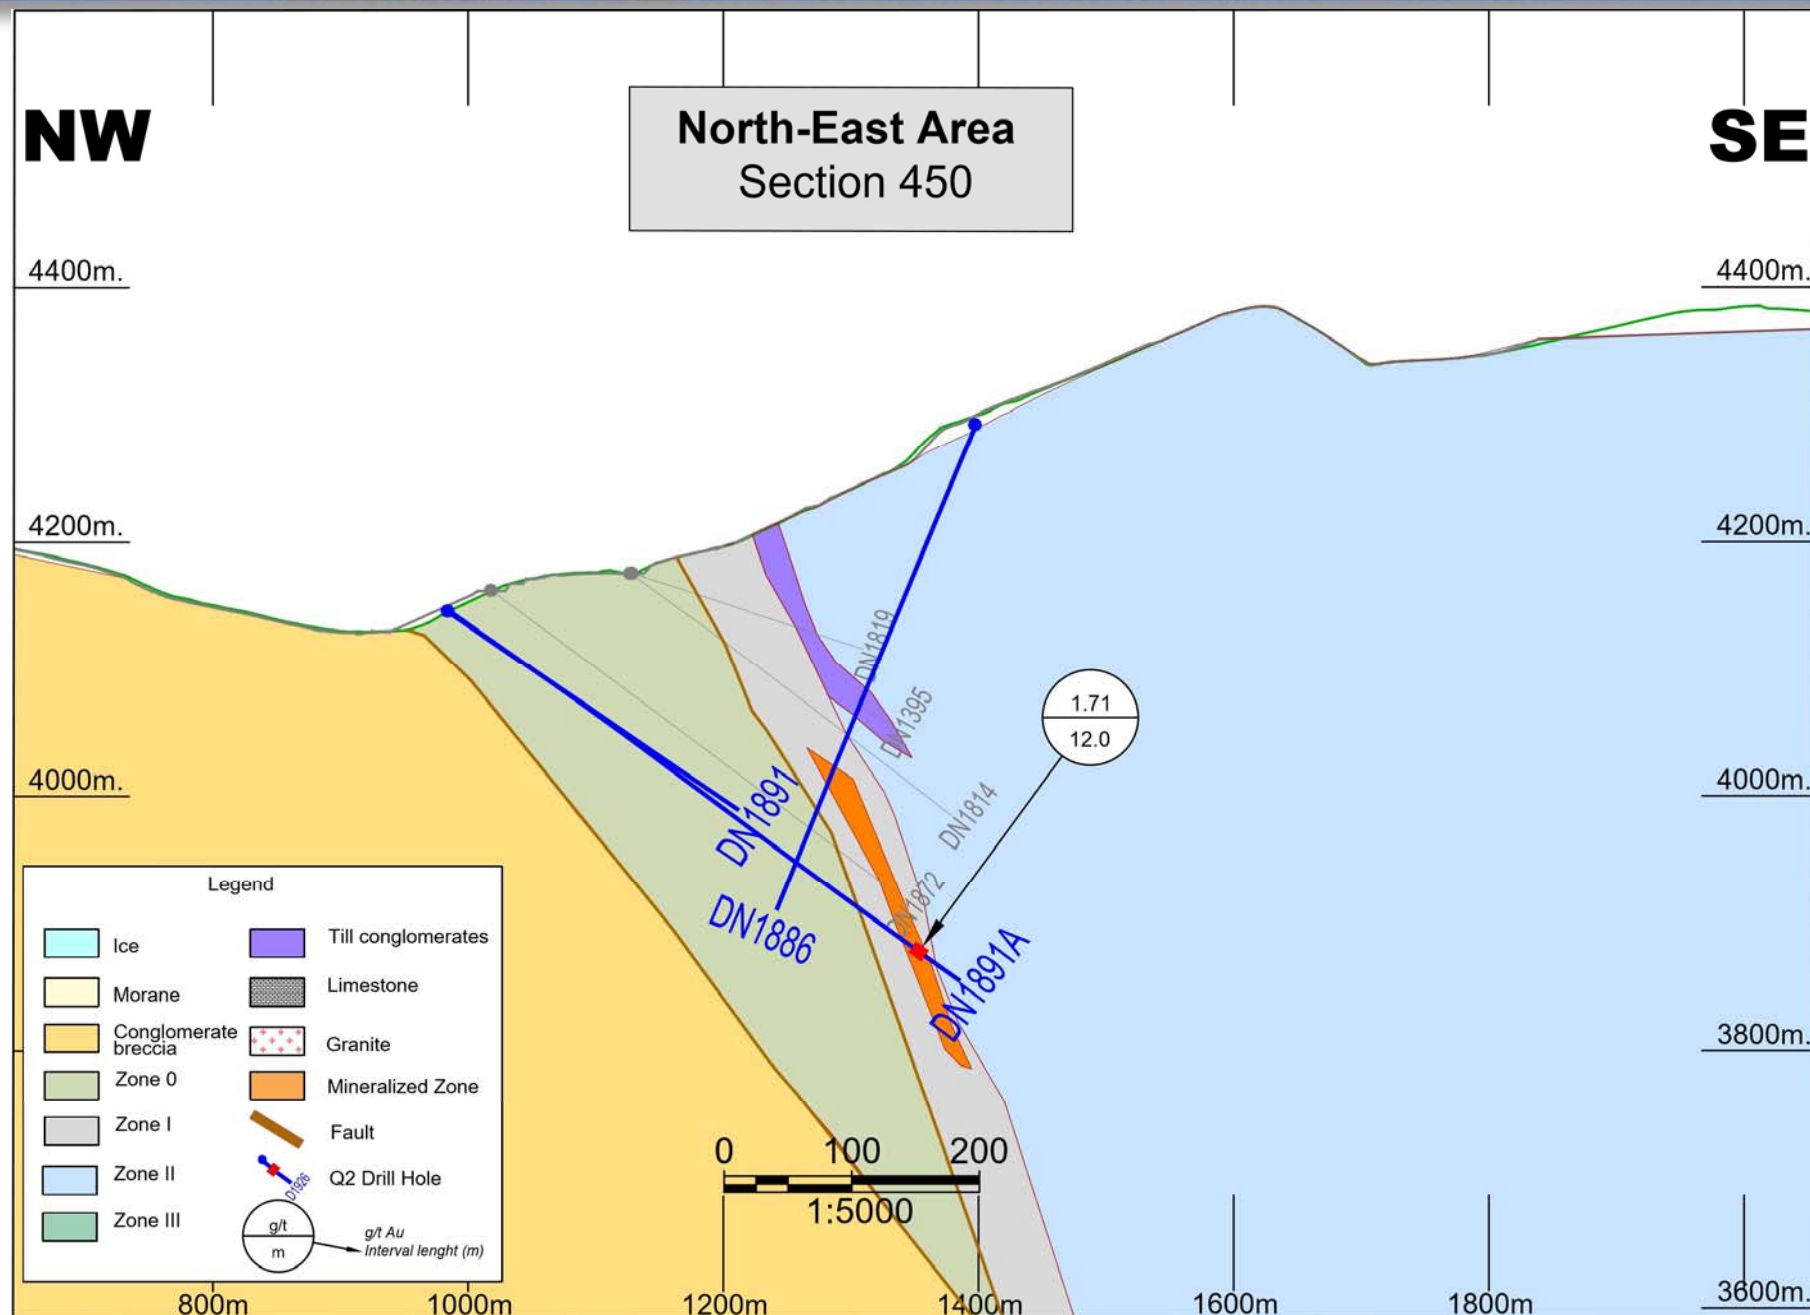 NW
North-East Area
Section 450
SE
4400m.
4400m.
4200m.
4200m.
DN1819
1.71
12.0
DN1395
4000m.
4000m.
DN1891
DN1814
DN1872
DN1886
DN1891A
3800m.
Legend
Ice
Till conglomerates
Morane
Limestone
Conglomerate
breccia
Granite
Zone 0
Mineralized Zone
Zone I
Fault
Zone II
Q2 Drill Hole
D1926
Zone III
g/t
m
g/t Au
Interval lenght (m)
0 100 200
1:5000
3600m.
800m 1000m 1200m 1400m 1600m 1800m